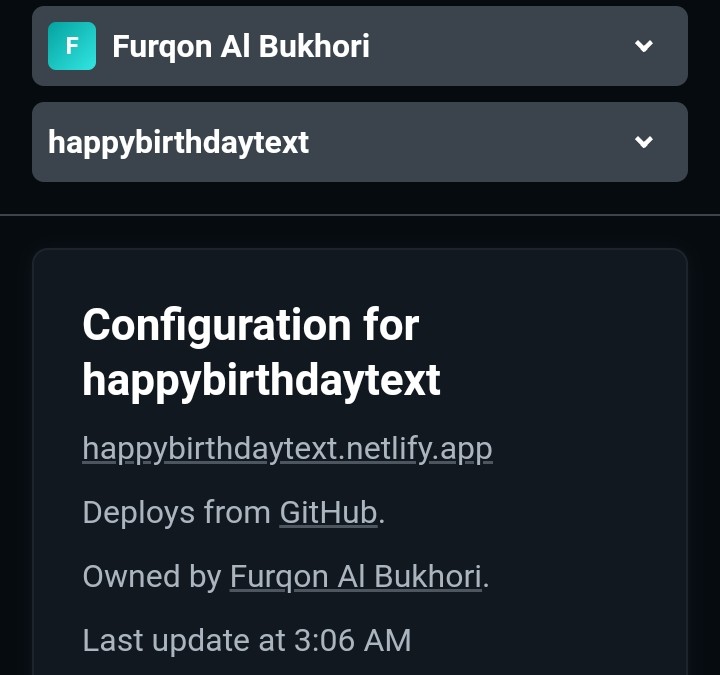 F
Furqon Al Bukhori
happybirthdaytext
Configuration for
happybirthdaytext
happybirthdaytext.netlify.app
Deploys from GitHub.
Owned by Furqon Al Bukhori.
Last update at 3:06 AM